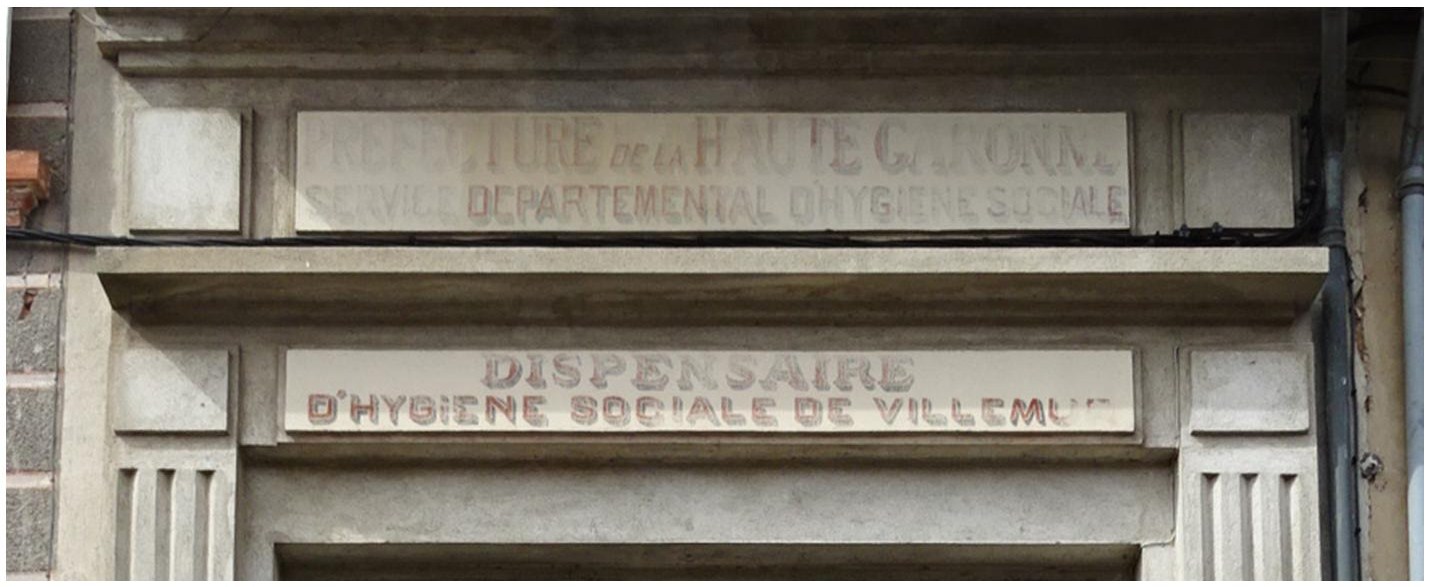 PREFECTURE DE LA HAUTE GARONNE
SERVICE DEPARTEMENTAL D'HYGIENE SOCIALE
DISPENSAIRE
D'HYGIENE SOCIALE DE VILLEMUR